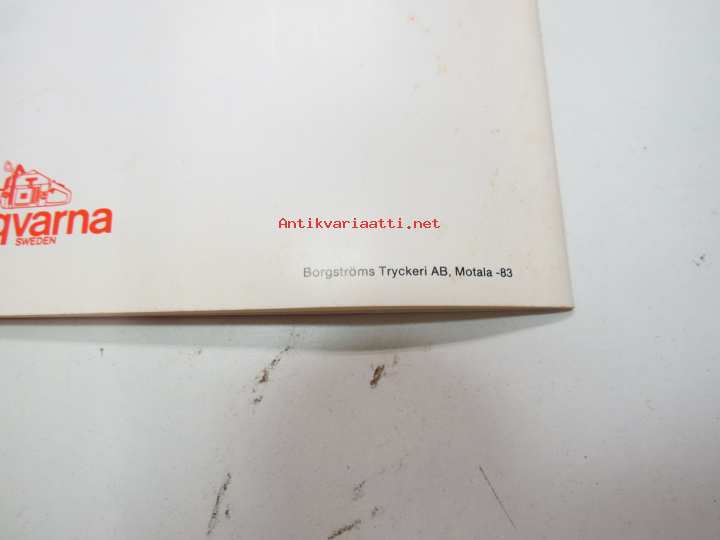 qvarna
SWEDEN
Antikvariaatti.net
Borgströms Tryckeri AB, Motala -83